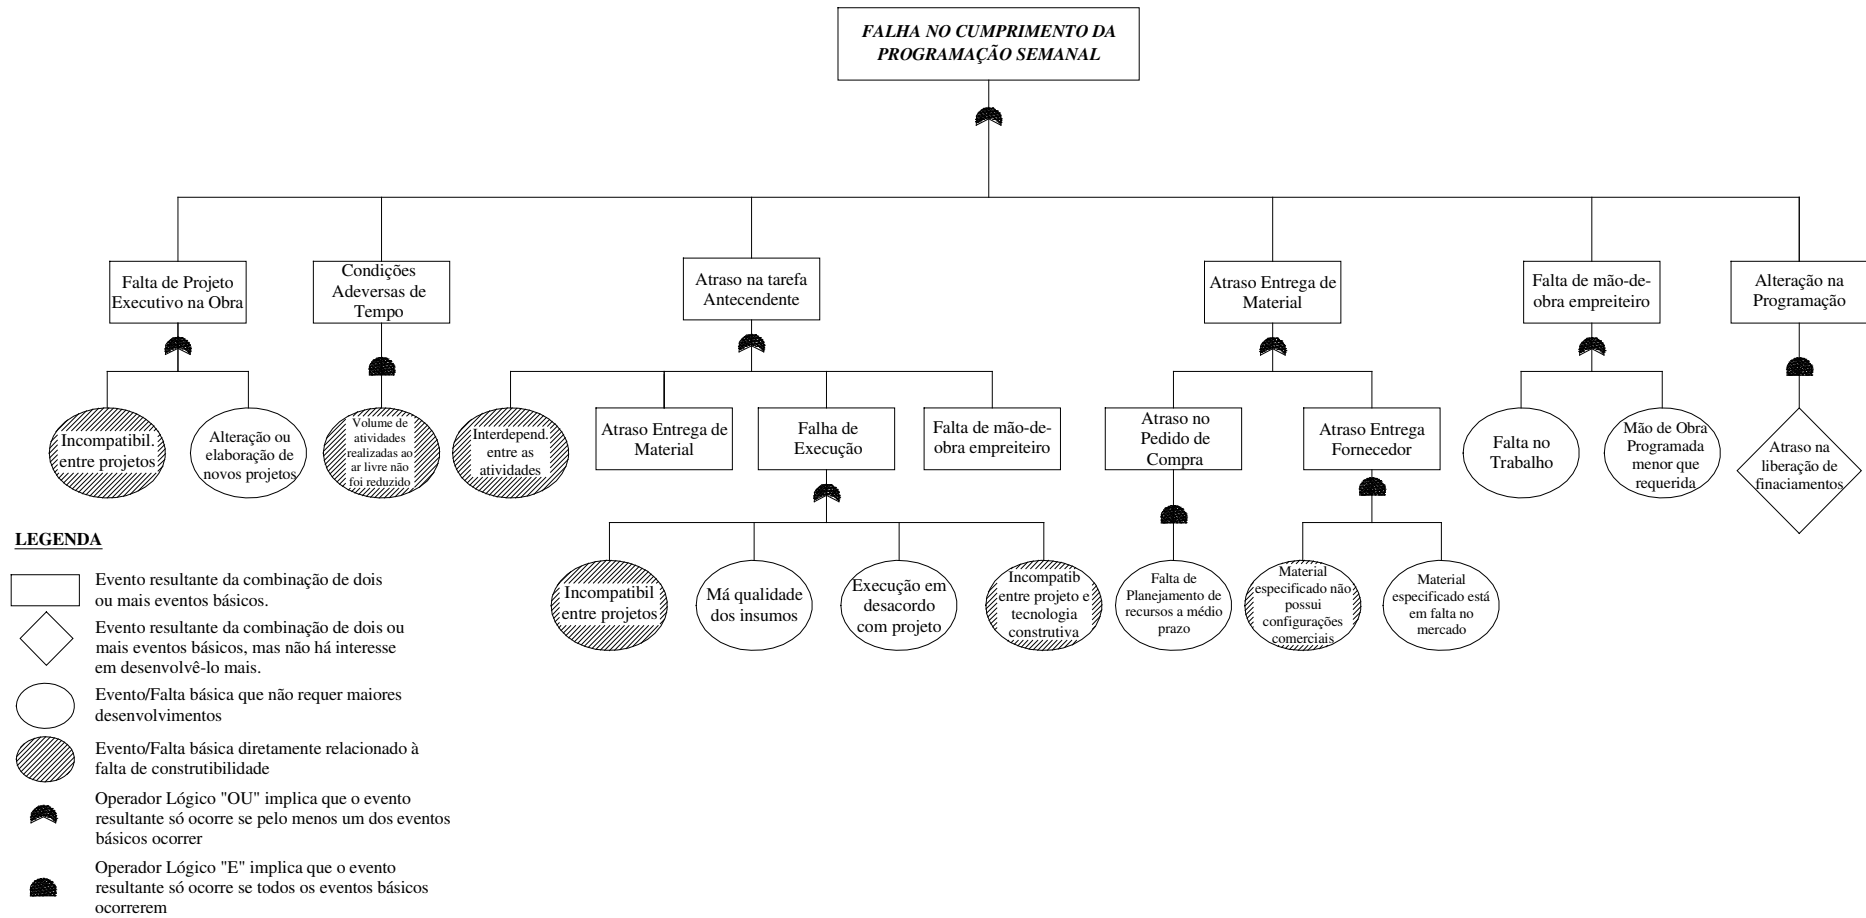 FALHA NO CUMPRIMENTO DA
PROGRAMAÇÃO SEMANAL
Falta de Projeto
Executivo na Obra
Condições
Adeversas de
Tempo
Atraso na tarefa
Antecendente
Atraso Entrega de
Material
Falta de mão-de-
obra empreiteiro
Alteração na
Programação
Incompatibil.
entre projetos
Alteração ou
elaboração de
novos projetos
Volume de
atividades
realizadas ao
ar livre não
foi reduzido
Interdepend.
entre as
atividades
Atraso Entrega de
Material
Falha de
Execução
Falta de mão-de-
obra empreiteiro
Atraso no
Pedido de
Compra
Atraso Entrega
Fornecedor
Falta no
Trabalho
Mão de Obra
Programada
menor que
requerida
Atraso na
liberação de
finaciamentos
Incompatibil
entre projetos
Má qualidade
dos insumos
Execução em
desacordo
com projeto
Incompatib
entre projeto e
tecnologia
construtiva
Falta de
Planejamento de
recursos a médio
prazo
Material
especificado não
possui
configurações
comerciais
Material
especificado está
em falta no
mercado
LEGENDA
Evento resultante da combinação de dois
ou mais eventos básicos.
Evento resultante da combinação de dois ou
mais eventos básicos, mas não há interesse
em desenvolvê-lo mais.
Evento/Falta básica que não requer maiores
desenvolvimentos
Evento/Falta básica diretamente relacionado à
falta de construtibilidade
Operador Lógico "OU" implica que o evento
resultante só ocorre se pelo menos um dos eventos
básicos ocorrer
Operador Lógico "E" implica que o evento
resultante só ocorre se todos os eventos básicos
ocorrerem